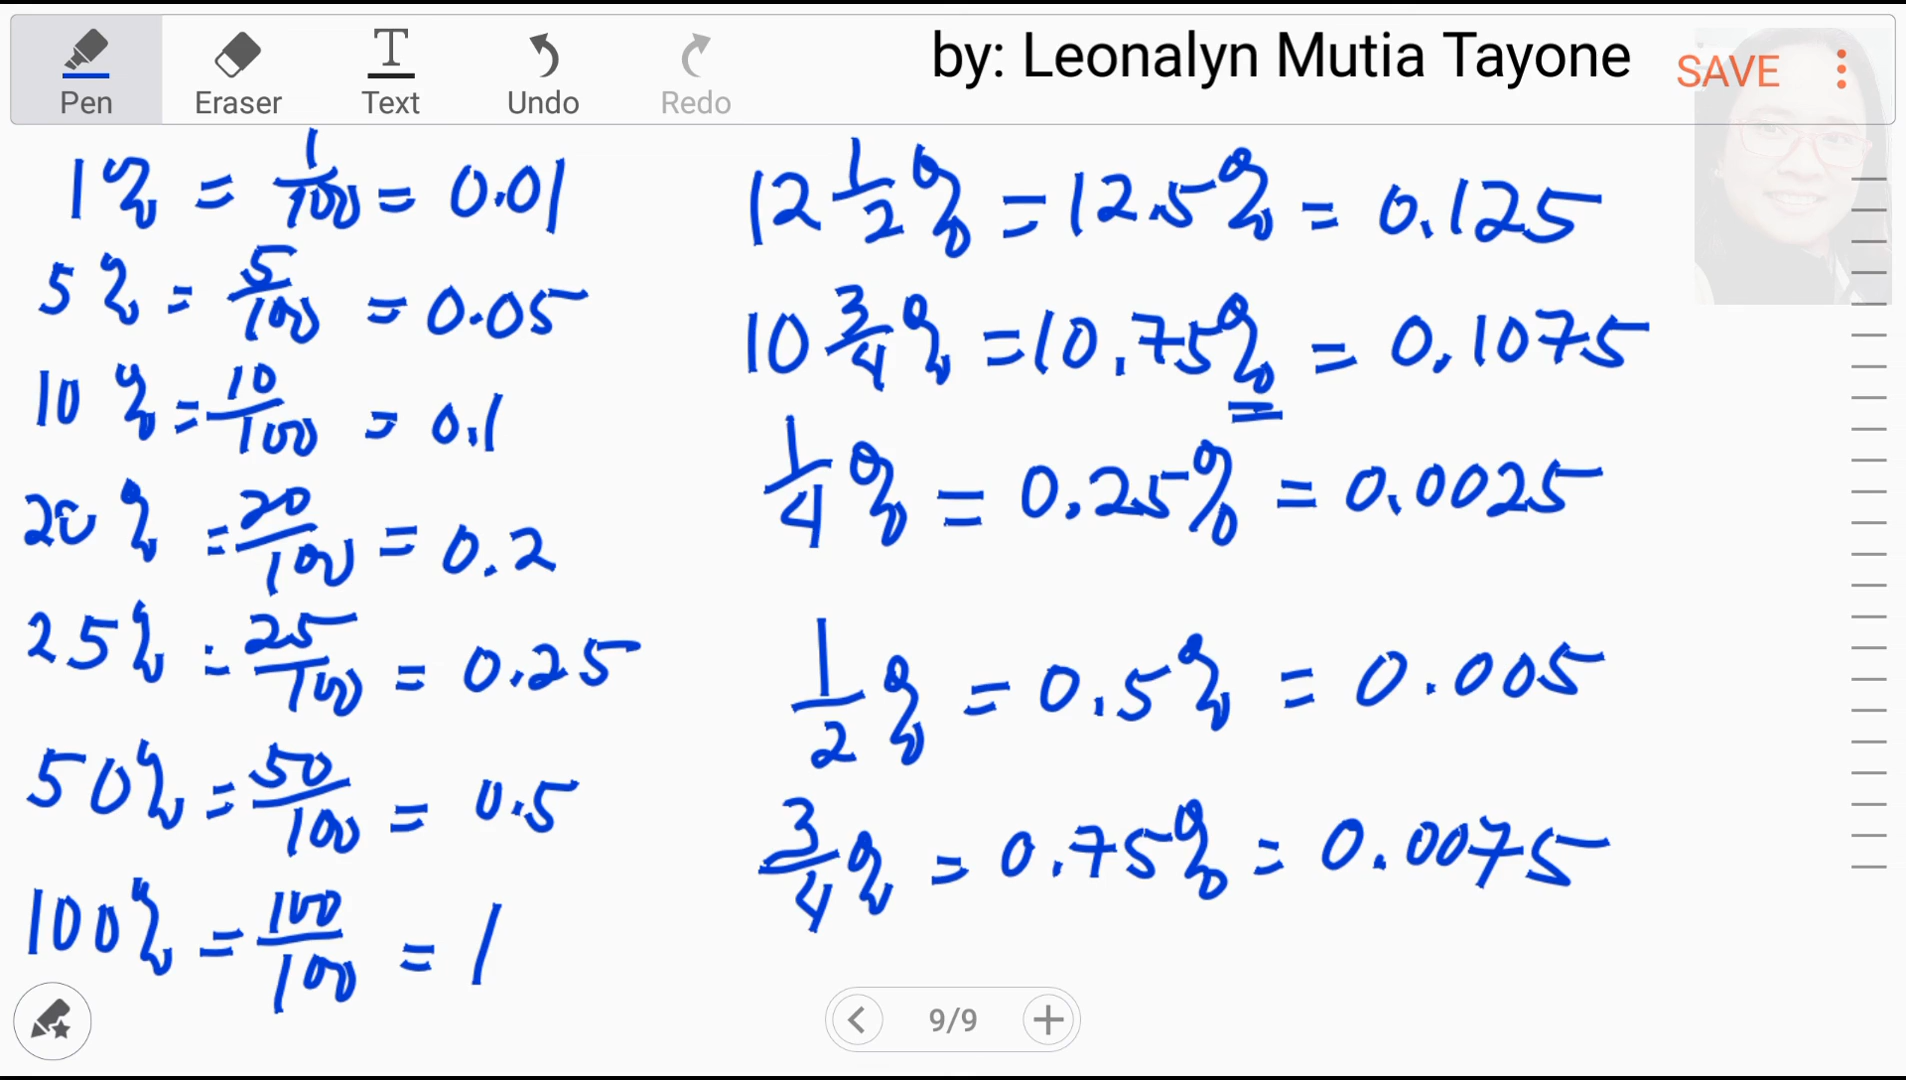 by: Leonalyn Mutia Tayone
SAVE
Pen Eraser Text Undo Redo
1% = 1/100 = 0.01
5% = 5/100 = 0.05
10% = 10/100 = 0.1
20% = 20/100 = 0.2
25% = 25/100 = 0.25
50% = 50/100 = 0.5
100% = 100/100 = 1
12 1/2% = 12.5% = 0.125
10 3/4% = 10.75% = 0.1075
1/4% = 0.25% = 0.0025
1/2% = 0.5% = 0.005
3/4% = 0.75% = 0.0075
9/9